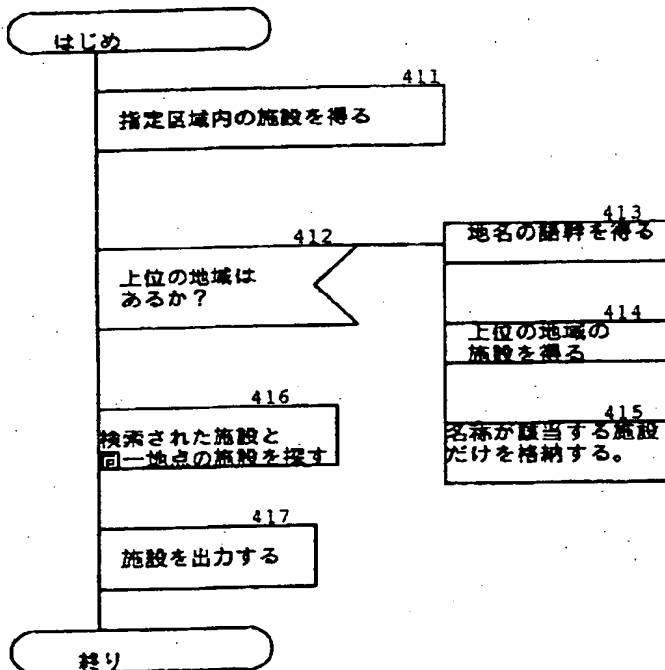 はじめ
411
指定区域内の施設を得る
412
上位の地域は
あるか？
413
地名の語幹を得る
414
上位の地域の
施設を得る
415
名称が該当する施設
だけを格納する。
416
検索された施設と
同一地点の施設を探す
417
施設を出力する
終り